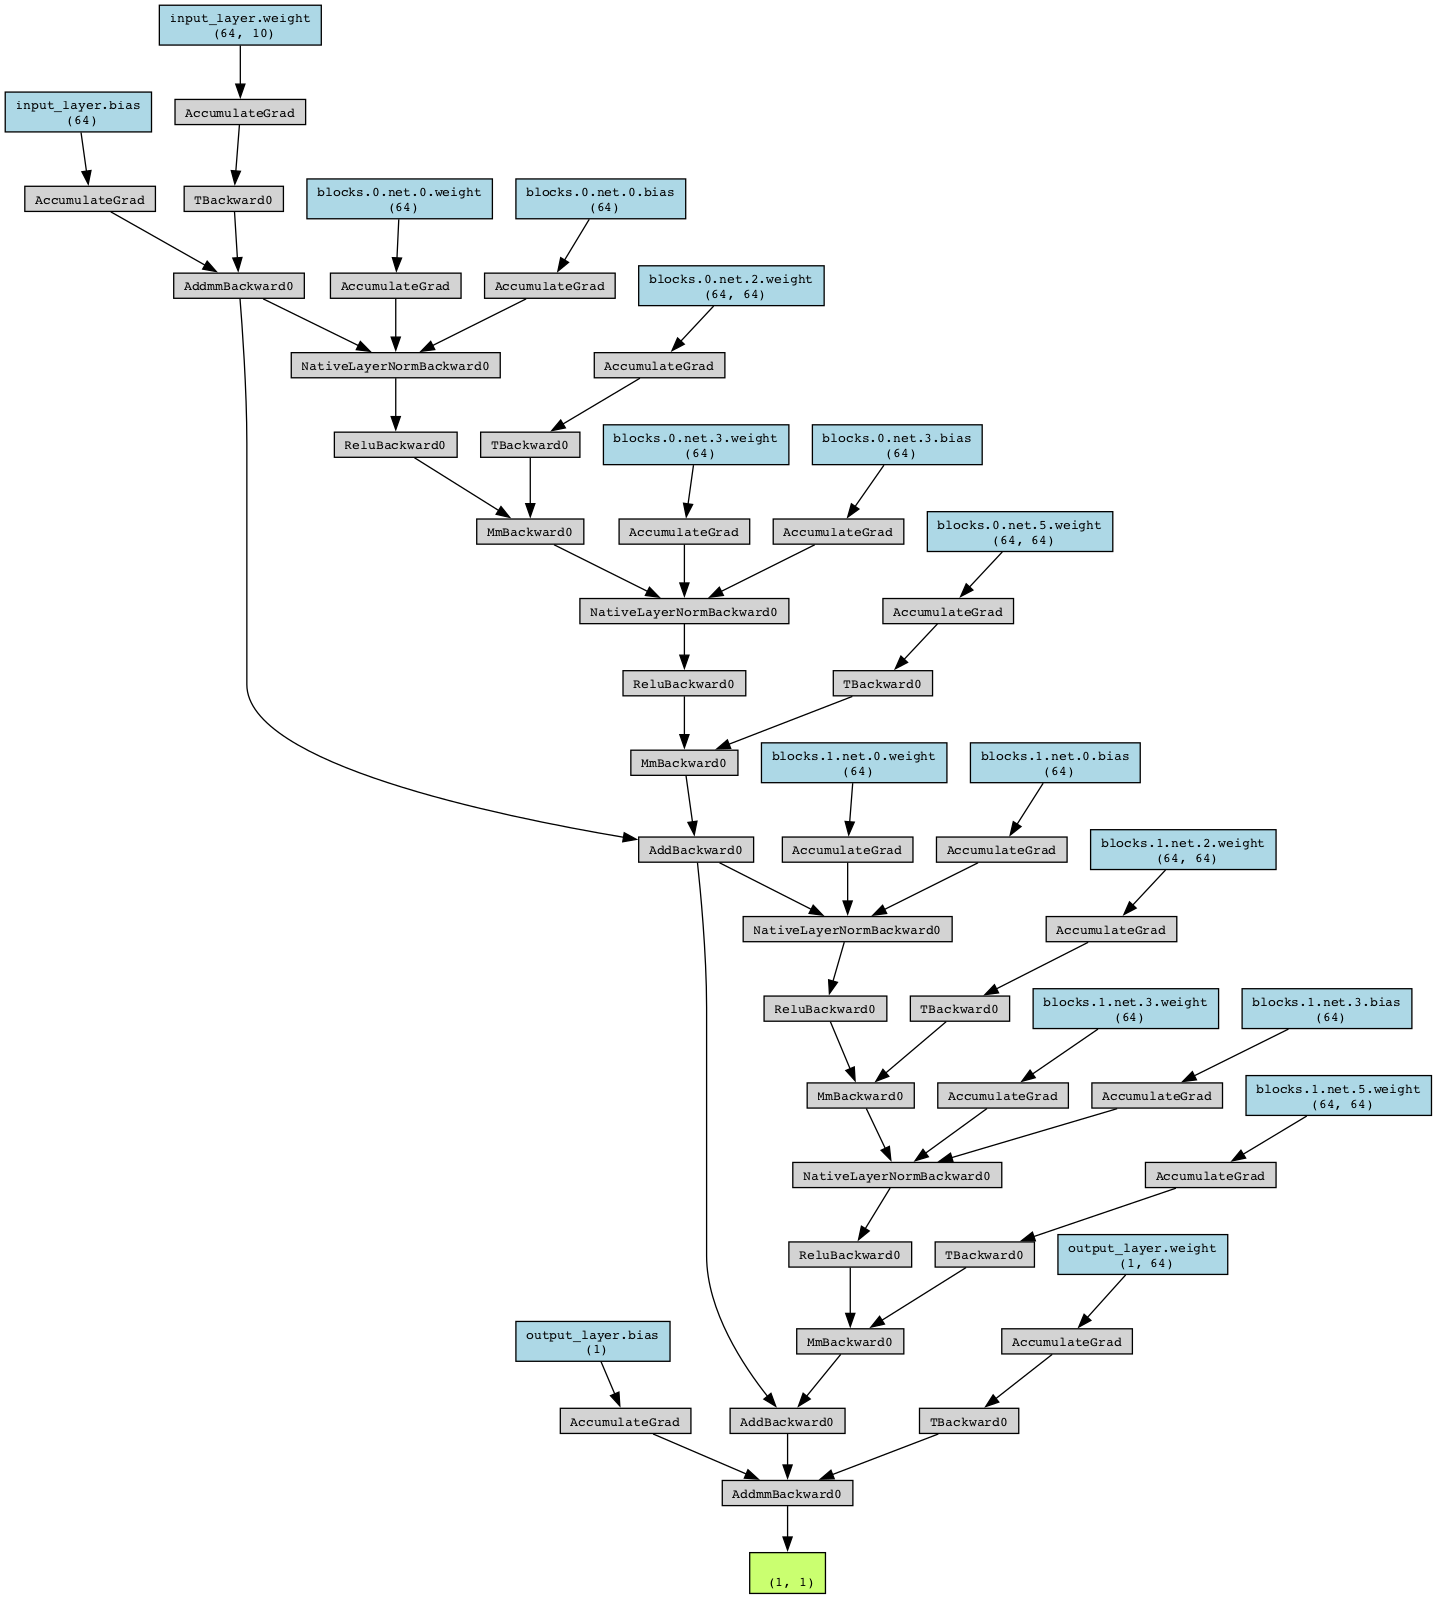 input_layer.weight
(64, 10)
input_layer.bias
(64)
AccumulateGrad
AccumulateGrad
TBackward0
blocks.0.net.0.weight
(64)
blocks.0.net.0.bias
(64)
AddmmBackward0
AccumulateGrad
AccumulateGrad
blocks.0.net.2.weight
(64, 64)
NativeLayerNormBackward0
AccumulateGrad
ReluBackward0
TBackward0
blocks.0.net.3.weight
(64)
blocks.0.net.3.bias
(64)
MmBackward0
AccumulateGrad
AccumulateGrad
blocks.0.net.5.weight
(64, 64)
NativeLayerNormBackward0
AccumulateGrad
ReluBackward0
TBackward0
MmBackward0
blocks.1.net.0.weight
(64)
blocks.1.net.0.bias
(64)
AddBackward0
AccumulateGrad
AccumulateGrad
blocks.1.net.2.weight
(64, 64)
NativeLayerNormBackward0
AccumulateGrad
ReluBackward0
TBackward0
blocks.1.net.3.weight
(64)
blocks.1.net.3.bias
(64)
MmBackward0
AccumulateGrad
AccumulateGrad
blocks.1.net.5.weight
(64, 64)
NativeLayerNormBackward0
AccumulateGrad
ReluBackward0
TBackward0
output_layer.weight
(1, 64)
output_layer.bias
(1)
MmBackward0
AccumulateGrad
AccumulateGrad
AddBackward0
TBackward0
AddmmBackward0
(1, 1)